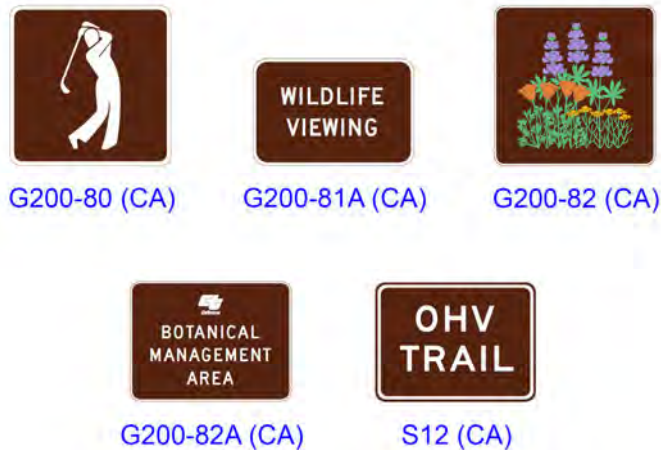 WILDLIFE
VIEWING
G200-80 (CA)
G200-81A (CA)
G200-82 (CA)
BOTANICAL
MANAGEMENT
AREA
OHV
TRAIL
G200-82A (CA)
S12 (CA)